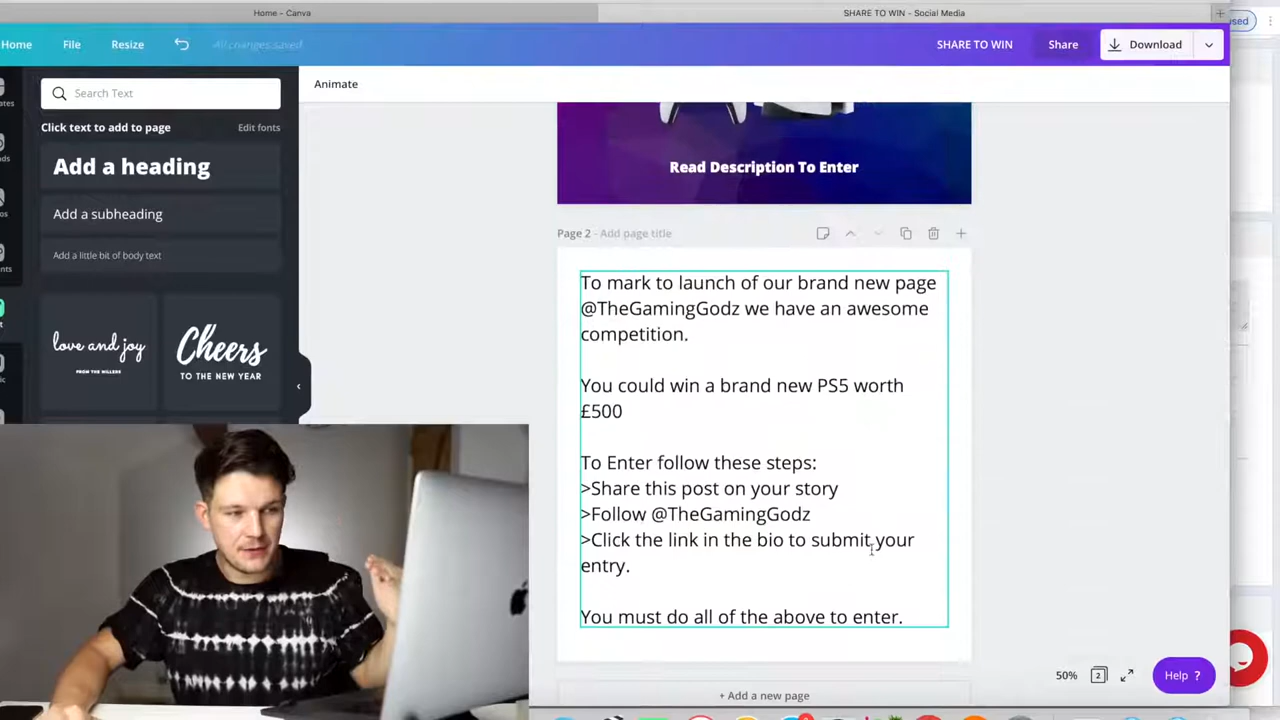 Home - Canva
SHARE TO WIN - Social Media
Home
File
Resize
All changes saved
SHARE TO WIN
Share
Download
Search Text
Animate
Click text to add to page
Edit fonts
Add a heading
Add a subheading
Add a little bit of body text
love and joy
Cheers
TO THE NEW YEAR
Read Description To Enter
Page 2 - Add page title
To mark to launch of our brand new page
@TheGamingGodz we have an awesome
competition.
You could win a brand new PS5 worth
£500
To Enter follow these steps:
>Share this post on your story
>Follow @TheGamingGodz
>Click the link in the bio to submit your
entry.
You must do all of the above to enter.
+ Add a new page
50%
2
Help ?